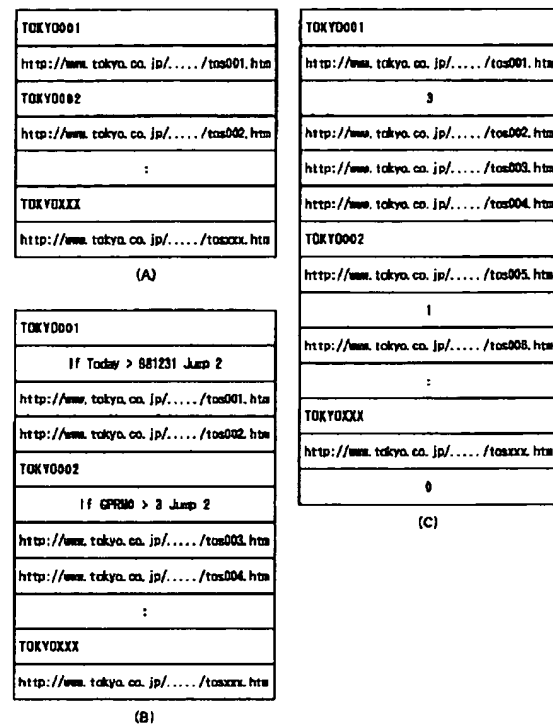 TOKYO001
http://www.tokyo.co.jp/...../tos001.htm
TOKYO002
http://www.tokyo.co.jp/...../tos002.htm
:
TOKYOXXX
http://www.tokyo.co.jp/...../tosxxx.htm
(A)
TOKYO001
If Today > 981231 Jump 2
http://www.tokyo.co.jp/...../tos001.htm
http://www.tokyo.co.jp/...../tos002.htm
TOKYO002
If GPRM0 > 3 Jump 2
http://www.tokyo.co.jp/...../tos003.htm
http://www.tokyo.co.jp/...../tos004.htm
:
TOKYOXXX
http://www.tokyo.co.jp/...../tosxxx.htm
(B)
TOKYO001
http://www.tokyo.co.jp/...../tos001.htm
3
http://www.tokyo.co.jp/...../tos002.htm
http://www.tokyo.co.jp/...../tos003.htm
http://www.tokyo.co.jp/...../tos004.htm
TOKYO002
http://www.tokyo.co.jp/...../tos005.htm
1
http://www.tokyo.co.jp/...../tos006.htm
:
TOKYOXXX
http://www.tokyo.co.jp/...../tosxxx.htm
0
(C)